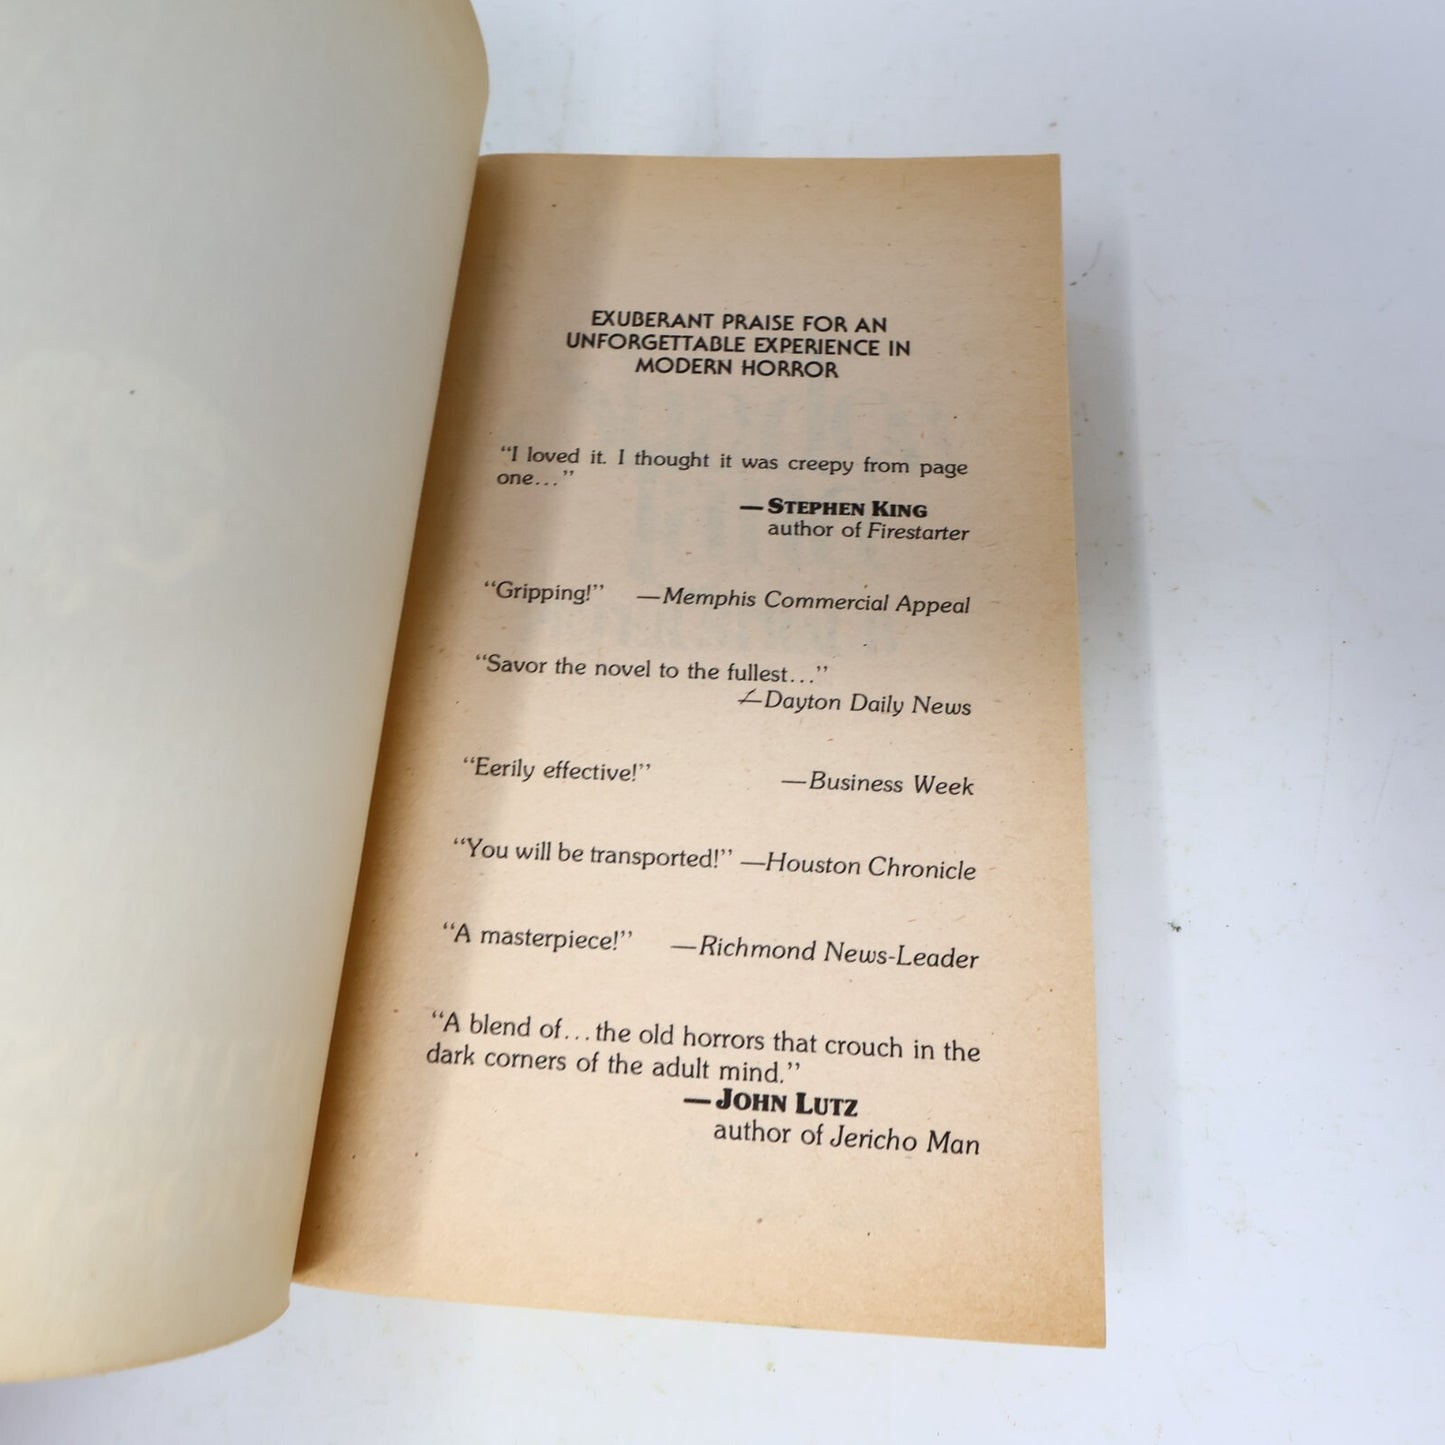 EXUBERANT PRAISE FOR AN
UNFORGETTABLE EXPERIENCE IN
MODERN HORROR
“I loved it. I thought it was creepy from page
one...”
—STEPHEN KING
author of Firestarter
“Gripping!” —Memphis Commercial Appeal
“Savor the novel to the fullest...”
—Dayton Daily News
“Eerily effective!” —Business Week
“You will be transported!” —Houston Chronicle
“A masterpiece!” —Richmond News-Leader
“A blend of...the old horrors that crouch in the
dark corners of the adult mind.”
—JOHN LUTZ
author of Jericho Man